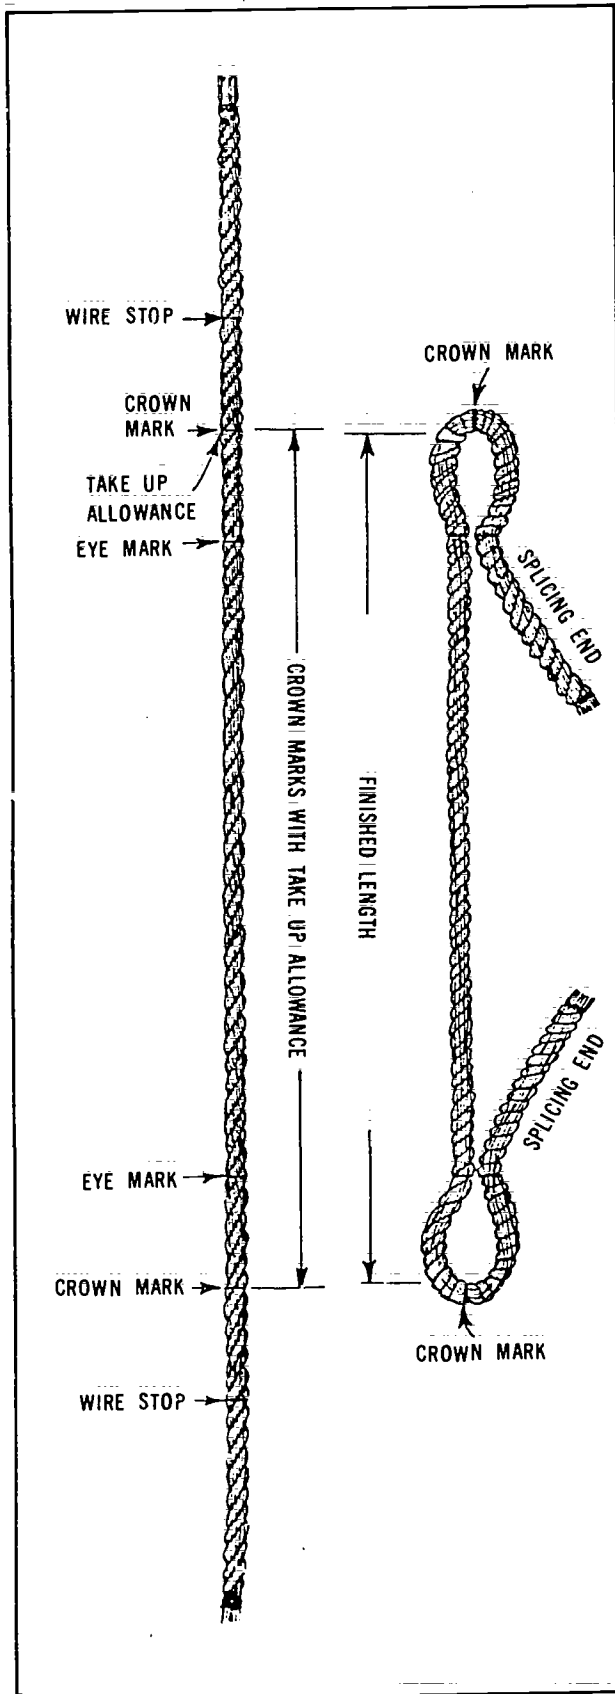 WIRE STOP
CROWN
MARK
TAKE UP
ALLOWANCE
EYE MARK
EYE MARK
CROWN MARK
WIRE STOP
CROWN MARKS WITH TAKE UP ALLOWANCE
FINISHED LENGTH
CROWN MARK
SPLICING END
SPLICING END
CROWN MARK